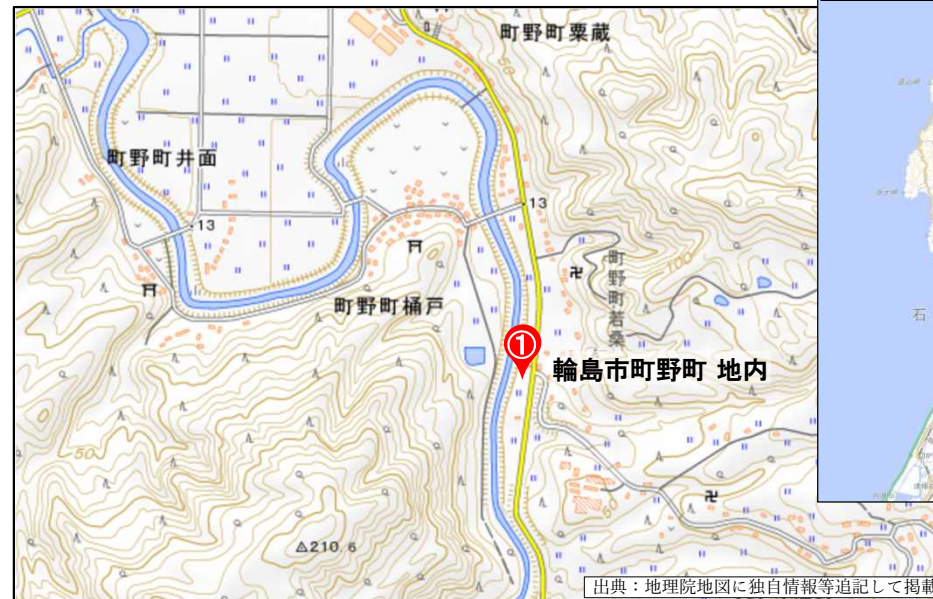 町野町粟蔵
50
町野町井面
13
13
町野町桶戸
町野町若桑
100
①
輪島市町野町 地内
石
50
△210.6
出典：地理院地図に独自情報等追記して掲載